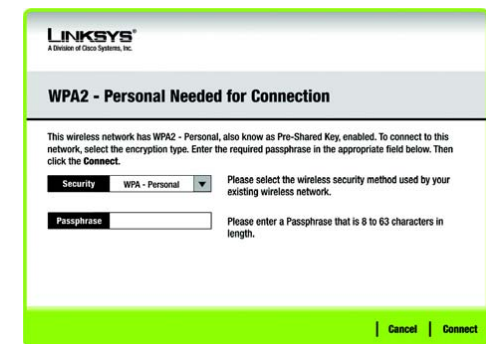 LINKSYS®
A Division of Cisco Systems, Inc.
WPA2 - Personal Needed for Connection
This wireless network has WPA2 - Personal, also know as Pre-Shared Key, enabled. To connect to this
network, select the encryption type. Enter the required passphrase in the appropriate field below. Then
click the Connect.
Security WPA - Personal Please select the wireless security method used by your
existing wireless network.
Passphrase Please enter a Passphrase that is 8 to 63 characters in
length.
Cancel Connect